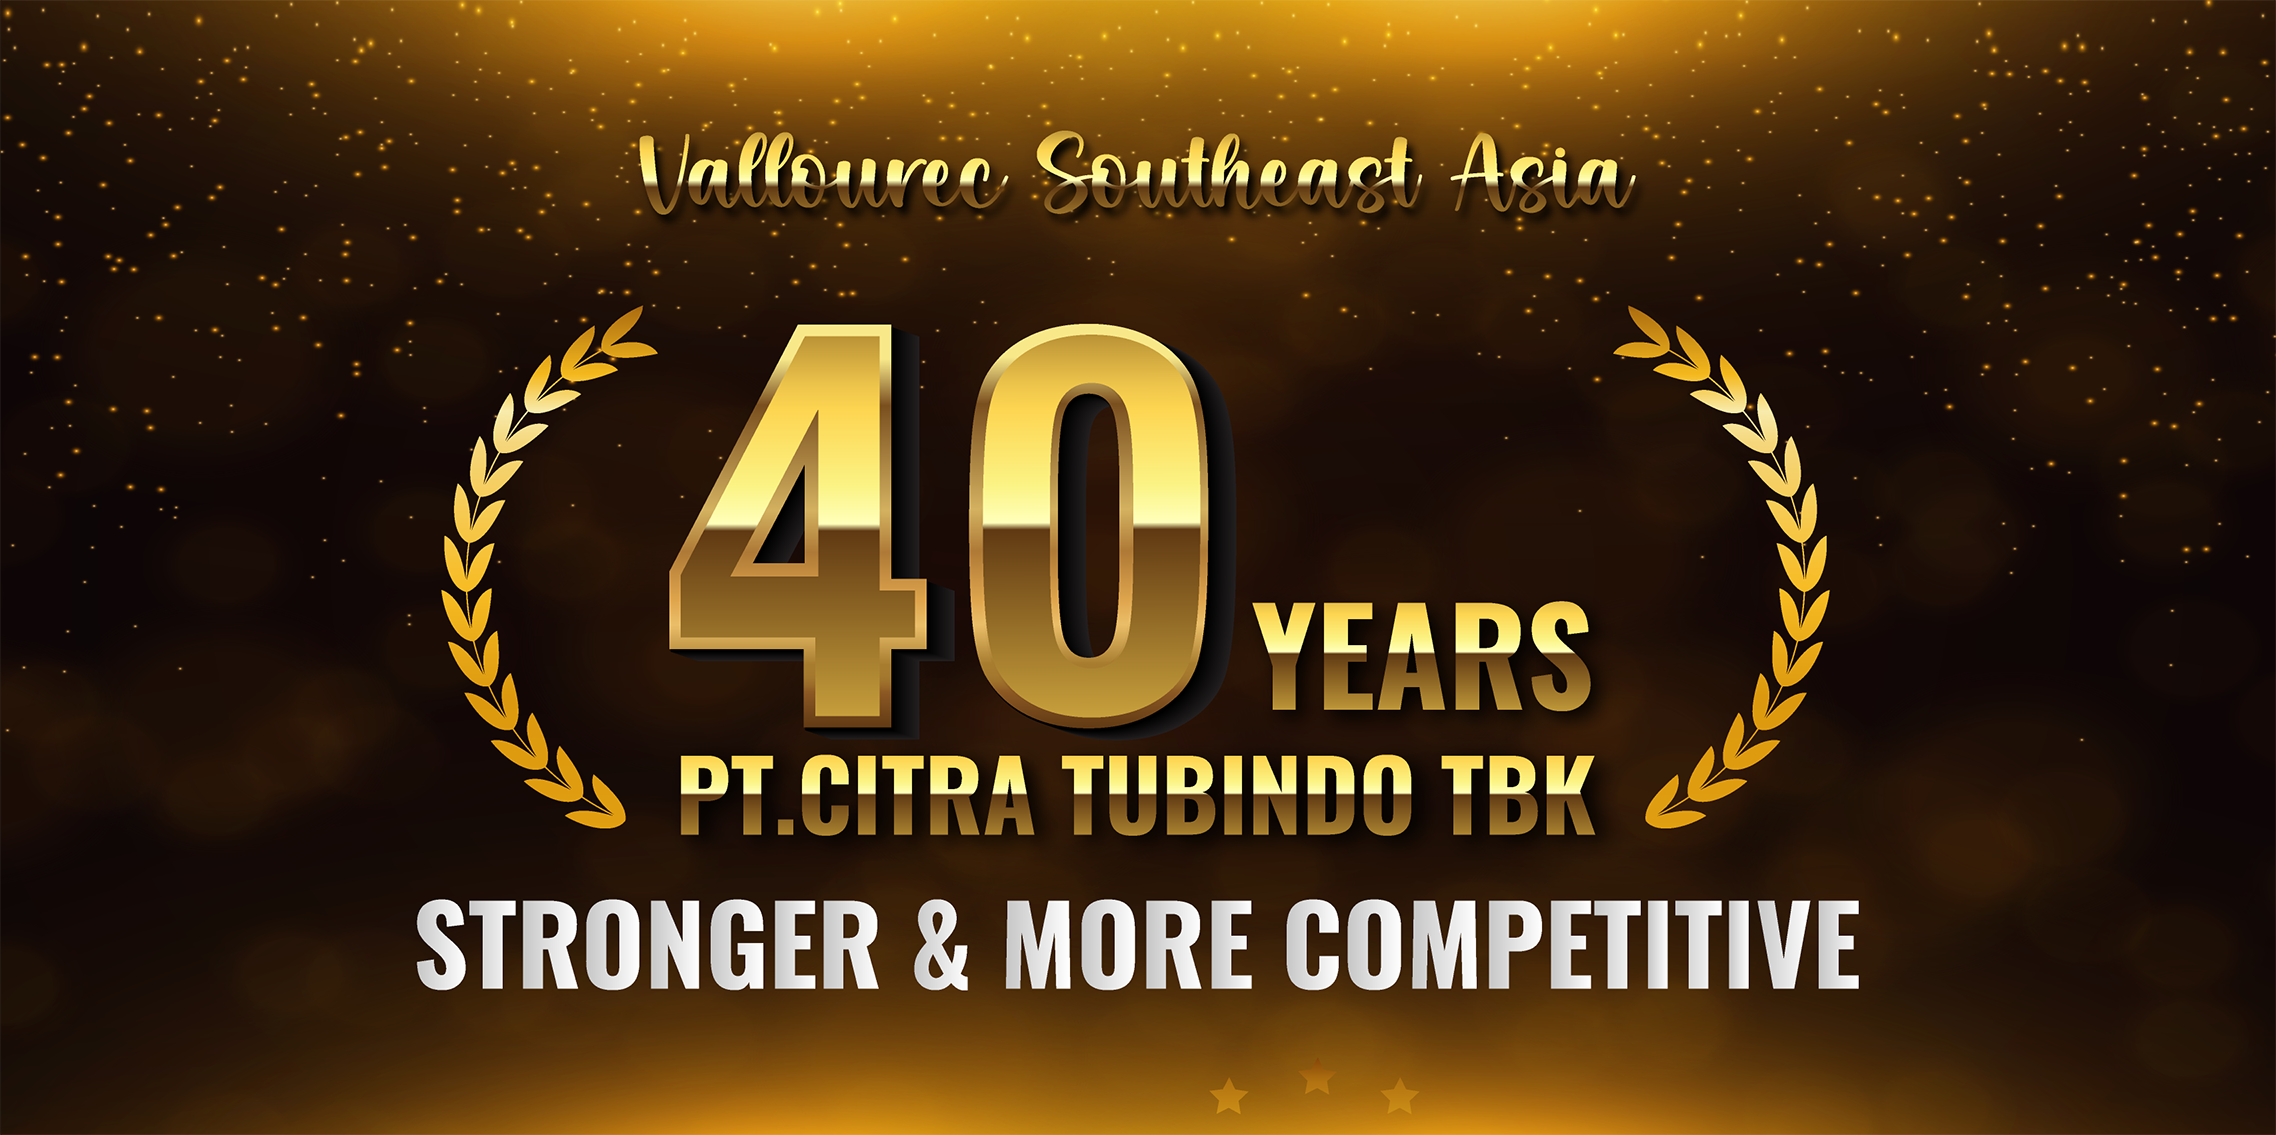 Vallourec Southeast Asia
40 YEARS
PT.CITRA TUBINDO TBK
STRONGER & MORE COMPETITIVE